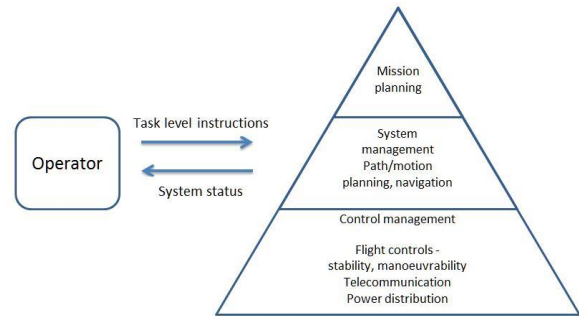 Operator
Task level instructions
System status
Mission
planning
System
management
Path/motion
planning, navigation
Control management
Flight controls -
stability, manoeuvrability
Telecommunication
Power distribution